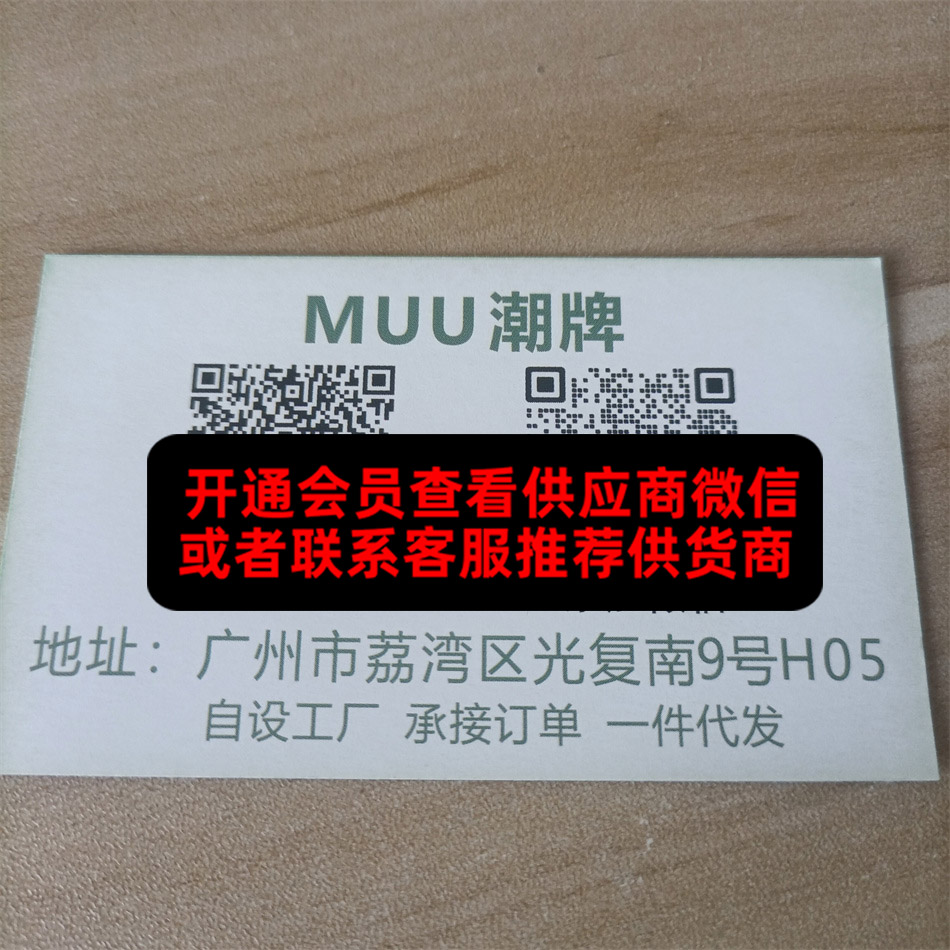 MUU潮牌
开通会员查看供应商微信
或者联系客服推荐供货商
地址：广州市荔湾区光复南9号H05
自设工厂 承接订单 一件代发